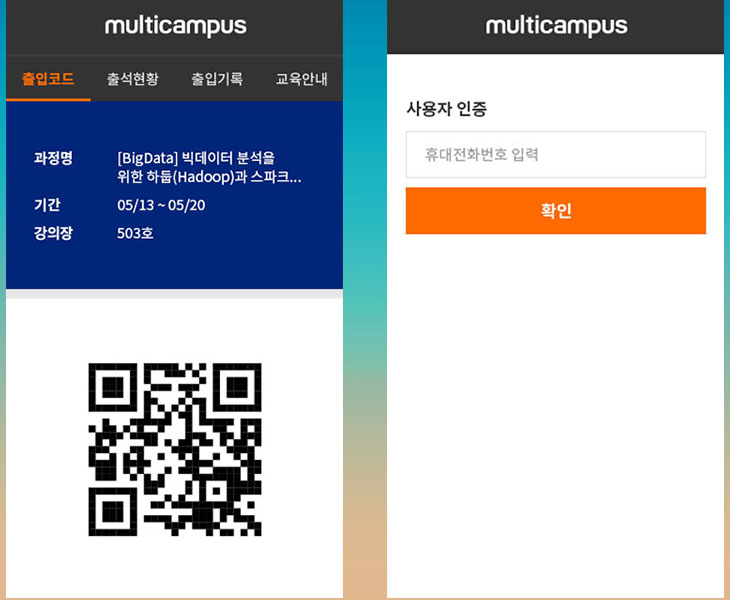 multicampus
출입코드 출석현황 출입기록 교육안내
과정명 [BigData] 빅데이터 분석을
위한 하둡(Hadoop)과 스파크...
기간 05/13 ~ 05/20
강의장 503호
multicampus
사용자 인증
휴대전화번호 입력
확인